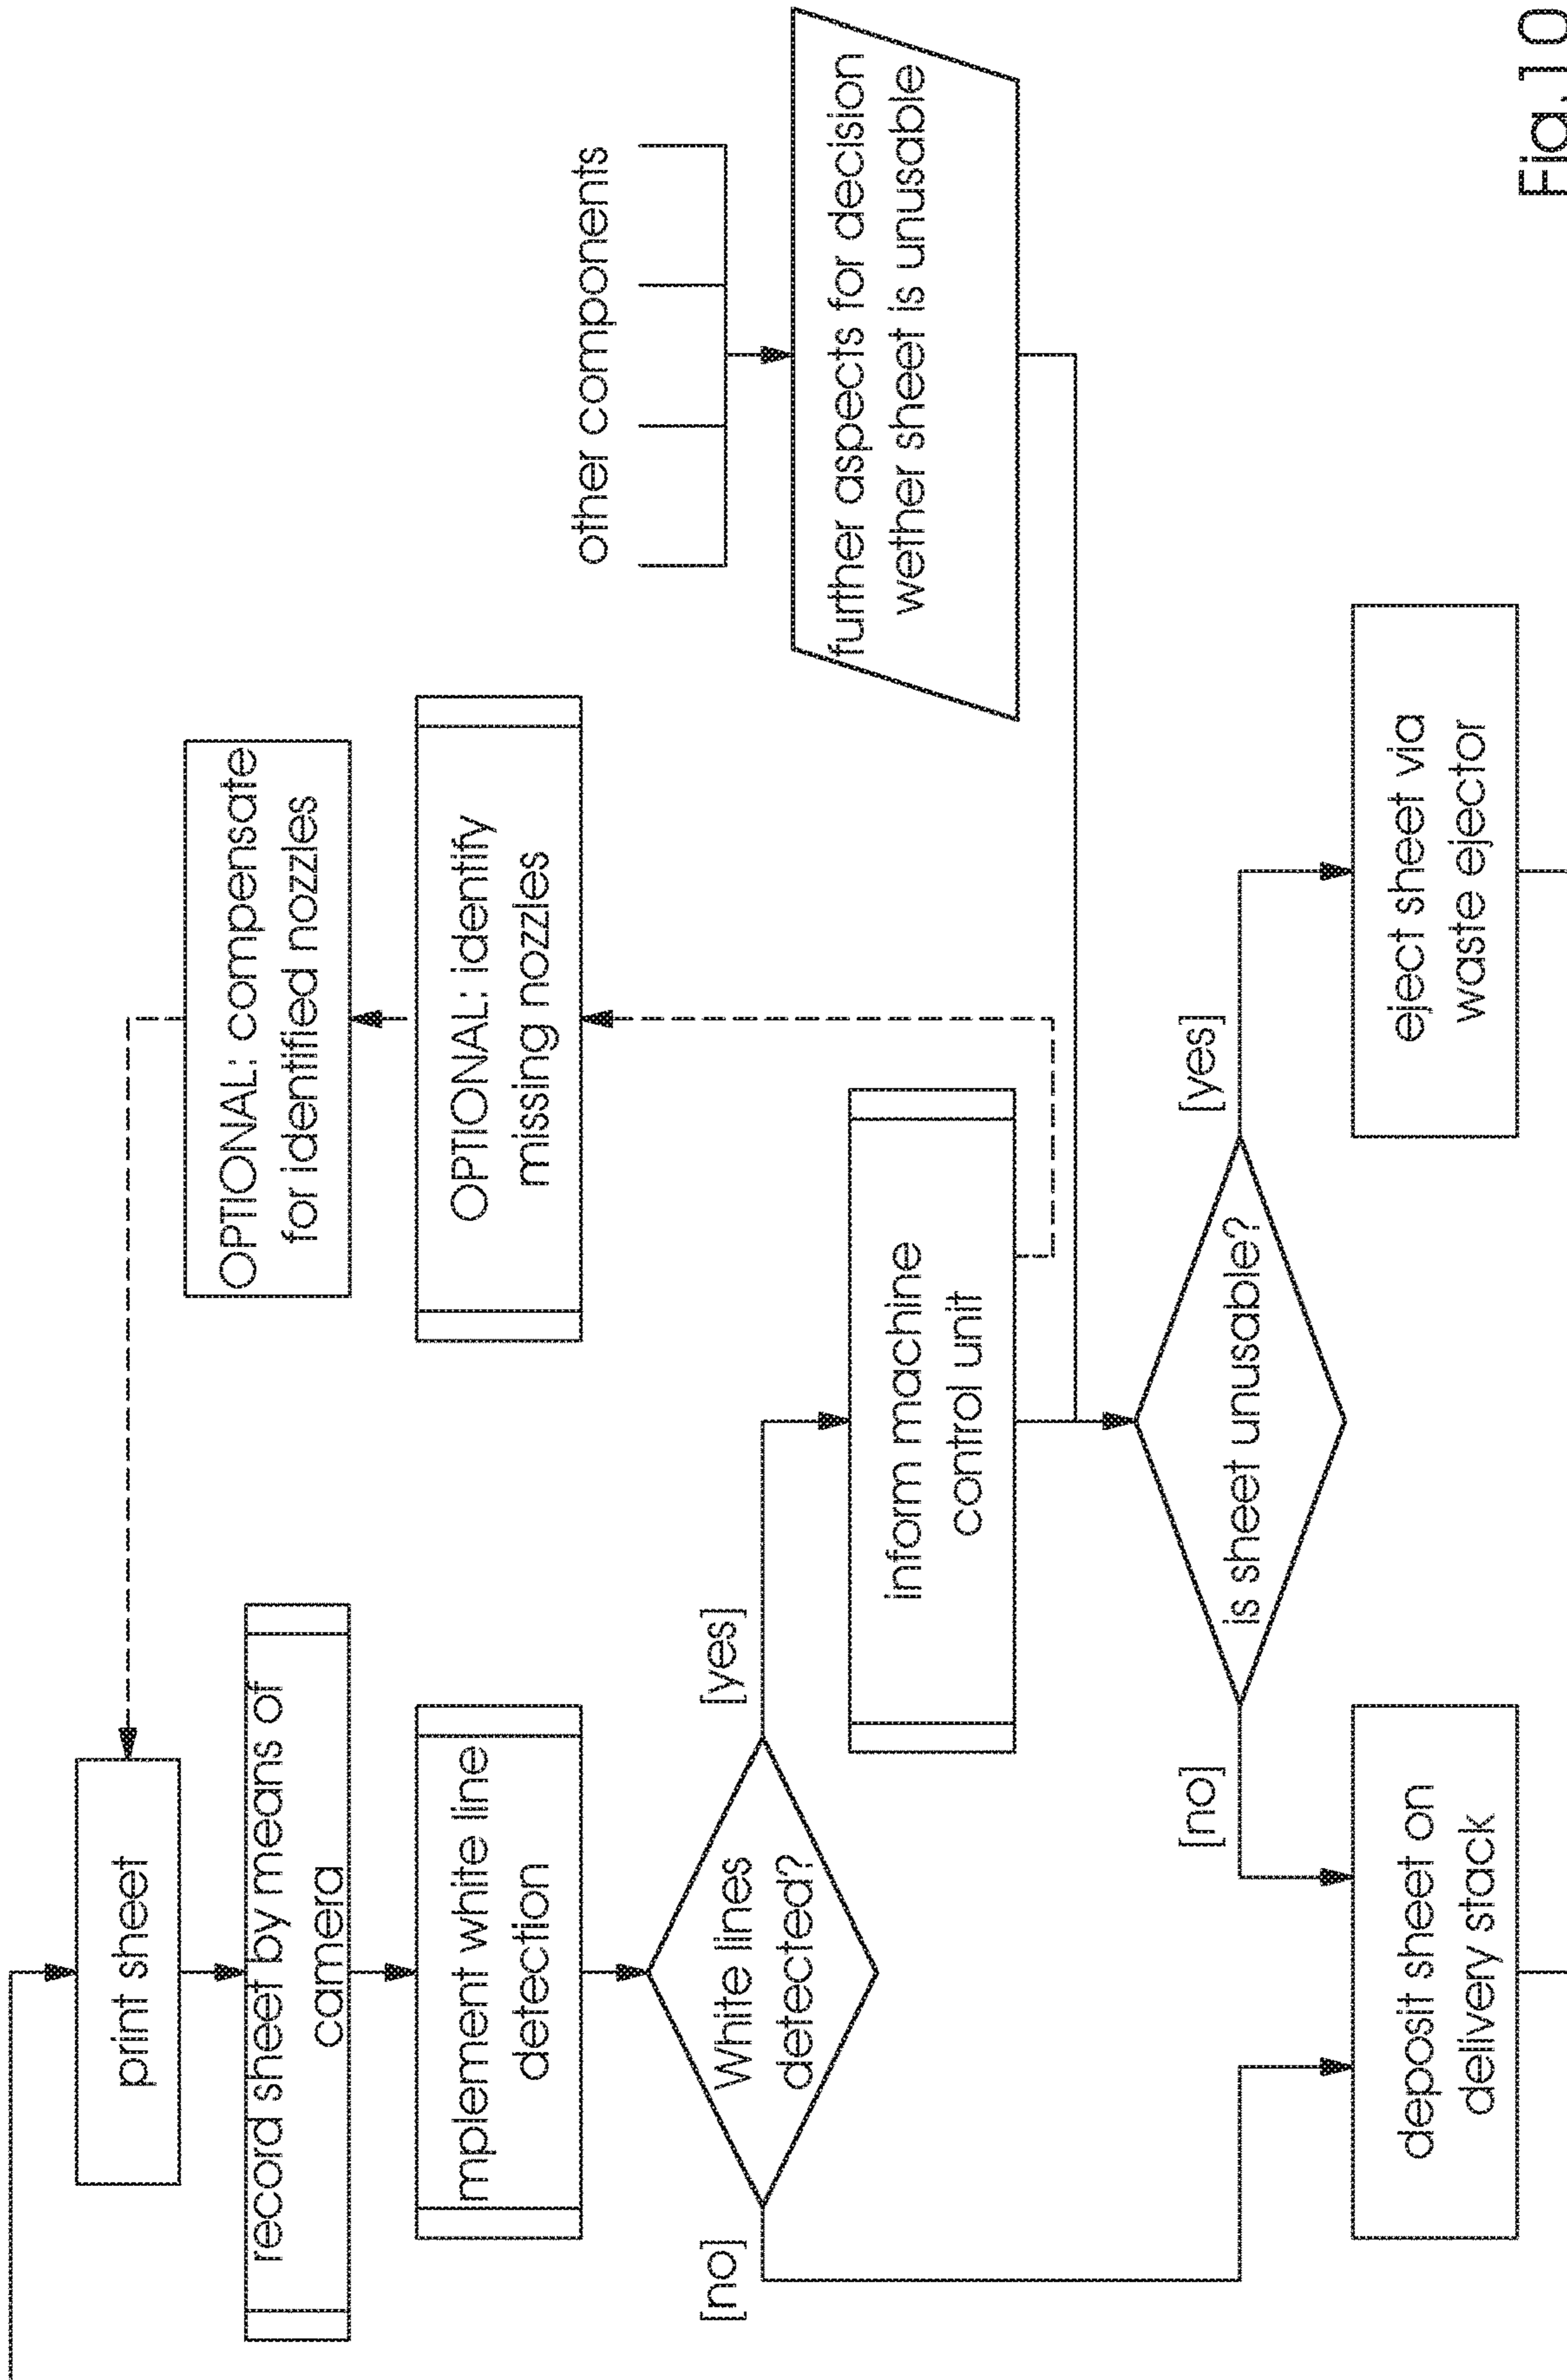 print sheet
record sheet by means of
camera
mplement white line
detection
White lines
detected?
[no]
[yes]
OPTIONAL: compensate
for identified nozzles
OPTIONAL: identify
missing nozzles
inform machine
control unit
other components
further aspects for decision
wether sheet is unusable
is sheet unusable?
[no]
[yes]
deposit sheet on
delivery stack
eject sheet via
waste ejector
Fig.10